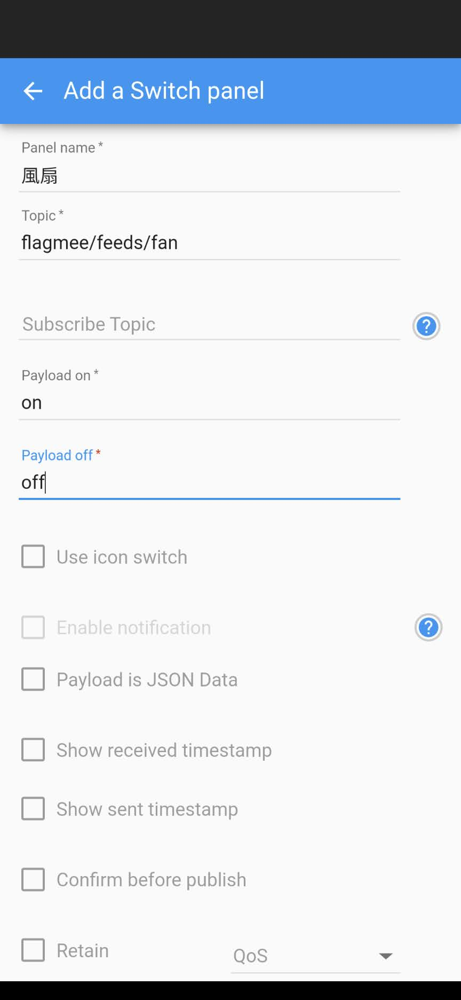 Add a Switch panel
Panel name *
風扇
Topic *
flagmee/feeds/fan
Subscribe Topic
?
Payload on *
on
Payload off *
off
Use icon switch
Enable notification
?
Payload is JSON Data
Show received timestamp
Show sent timestamp
Confirm before publish
Retain
QoS